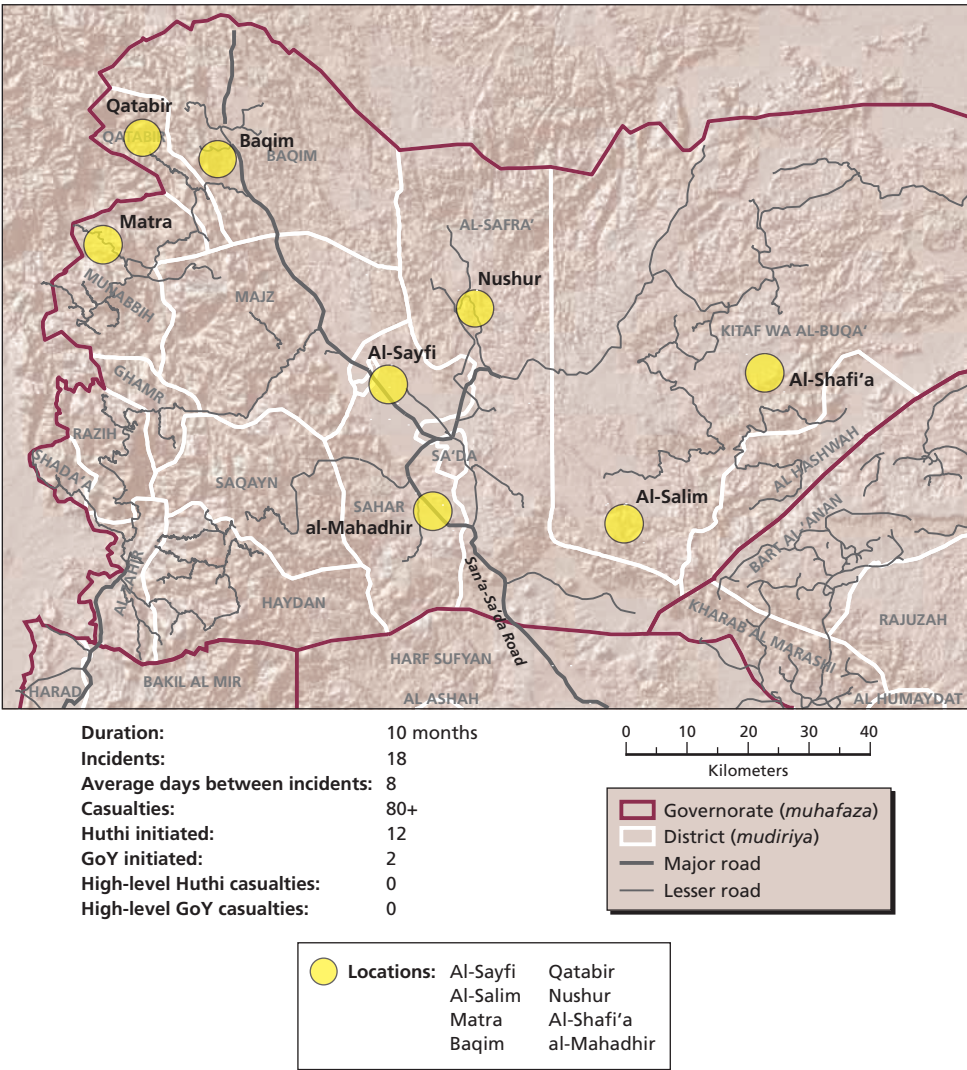 Qatabir
QATABIR
Baqim
BAQIM
Matra
AL-SAFRA'
MUNABBIH
MAJZ
Nushur
KITAF WA AL-BUQA'
Al-Sayfi
GHAMR
Al-Shafi‘a
RAZIH
SHADA'A
SA'DA
AL HASHWAH
SAQAYN
SAHAR
Al-Salim
al-Mahadhir
BART AL ANAN
AL ZAHIR
San‘a-Sa‘da Road
HAYDAN
KHARAB AL MARASHI
RAJUZAH
HARF SUFYAN
HARAD
BAKIL AL MIR
AL ASHAH
AL HUMAYDAT
Duration: 10 months
Incidents: 18
Average days between incidents: 8
Casualties: 80+
Huthi initiated: 12
GoY initiated: 2
High-level Huthi casualties: 0
High-level GoY casualties: 0
0 10 20 30 40
Kilometers
Governorate (muhafaza)
District (mudiriya)
Major road
Lesser road
Locations: Al-Sayfi Qatabir
Al-Salim Nushur
Matra Al-Shafi‘a
Baqim al-Mahadhir